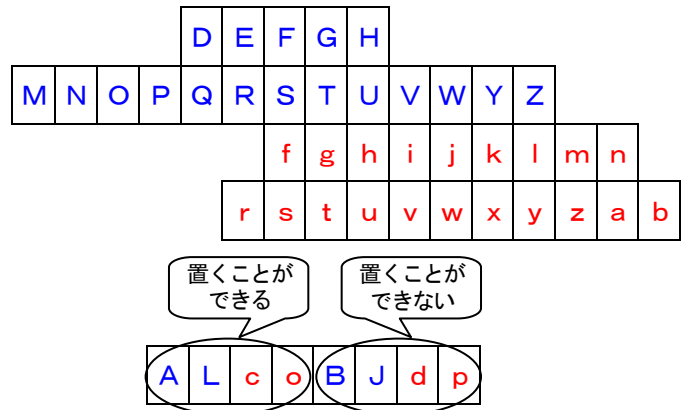 D E F G H
M N O P Q R S T U V W Y Z
f g h i j k l m n
r s t u v w x y z a b
置くことが
できる
置くことが
できない
A L c o B J d p